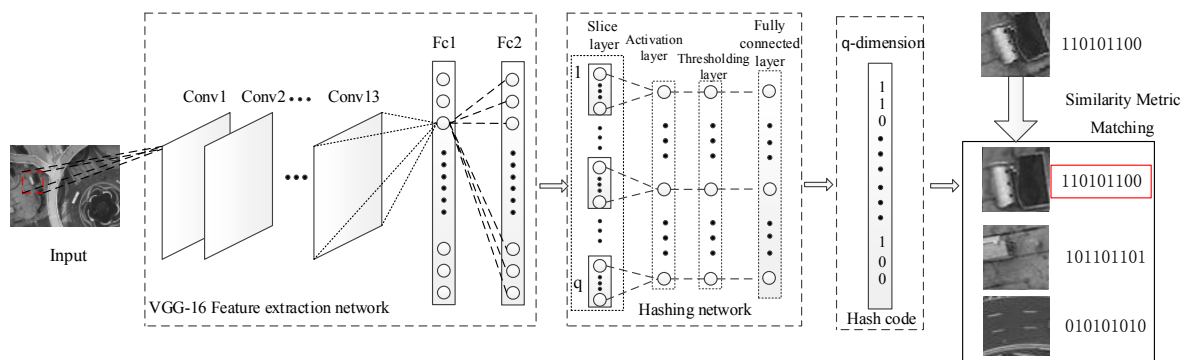 Input
Conv1
Conv2
Conv13
Fc1
Fc2
VGG-16 Feature extraction network
Slice
layer
Activation
layer
Thresholding
layer
Fully
connected
layer
1
q
Hashing network
q-dimension
1
1
0
1
0
0
Hash code
110101100
Similarity Metric
Matching
110101100
101101101
010101010